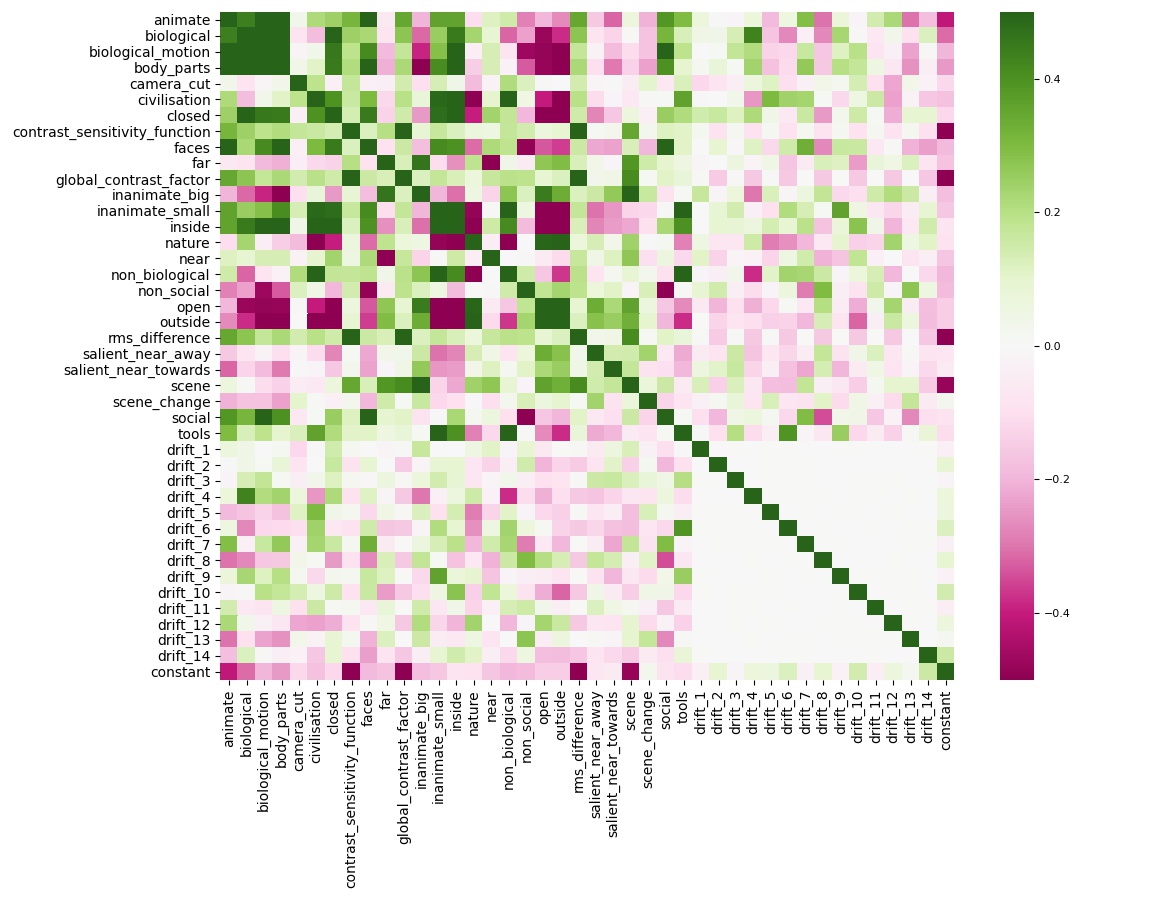 animate
biological
biological_motion
body_parts
camera_cut
civilisation
closed
contrast_sensitivity_function
faces
far
global_contrast_factor
inanimate_big
inanimate_small
inside
nature
near
non_biological
non_social
open
outside
rms_difference
salient_near_away
salient_near_towards
scene
scene_change
social
tools
drift_1
drift_2
drift_3
drift_4
drift_5
drift_6
drift_7
drift_8
drift_9
drift_10
drift_11
drift_12
drift_13
drift_14
constant
animate
biological
biological_motion
body_parts
camera_cut
civilisation
closed
contrast_sensitivity_function
faces
far
global_contrast_factor
inanimate_big
inanimate_small
inside
nature
near
non_biological
non_social
open
outside
rms_difference
salient_near_away
salient_near_towards
scene
scene_change
social
tools
drift_1
drift_2
drift_3
drift_4
drift_5
drift_6
drift_7
drift_8
drift_9
drift_10
drift_11
drift_12
drift_13
drift_14
constant
0.4
0.2
0.0
−0.2
−0.4